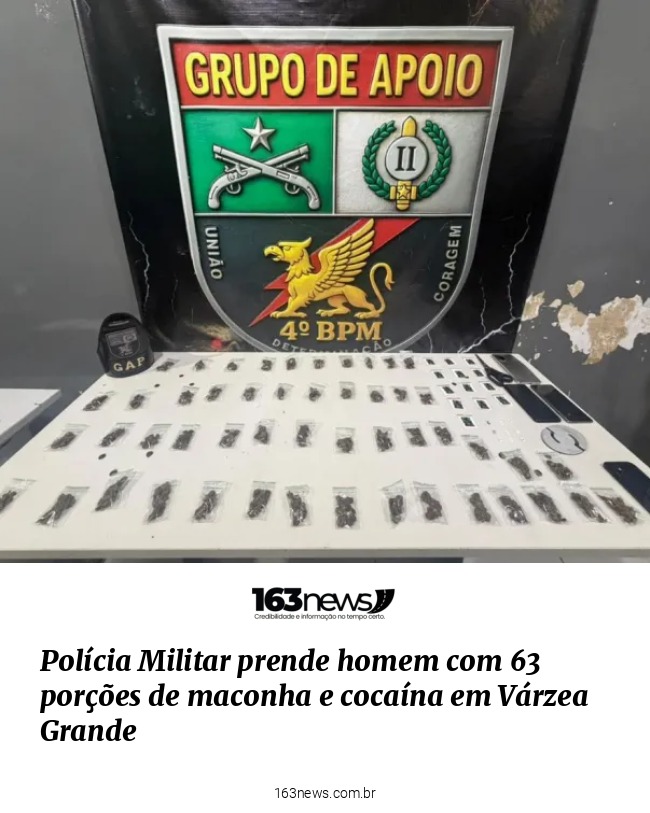 GRUPO DE APOIO
II
UNIÃO
CORAGEM
4º BPM
DETERMINAÇÃO
GAP
163news
Credibilidade e informação no tempo certo.
Polícia Militar prende homem com 63
porções de maconha e cocaína em Várzea
Grande
163news.com.br